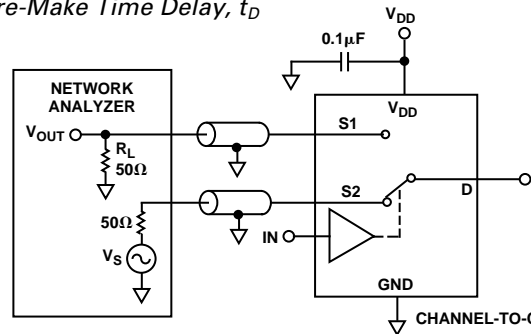 re-Make Time Delay, tD
VDD
0.1μF
NETWORK
ANALYZER
VDD
VOUT
S1
RL
50Ω
S2
D
50Ω
IN
VS
GND
CHANNEL-TO-